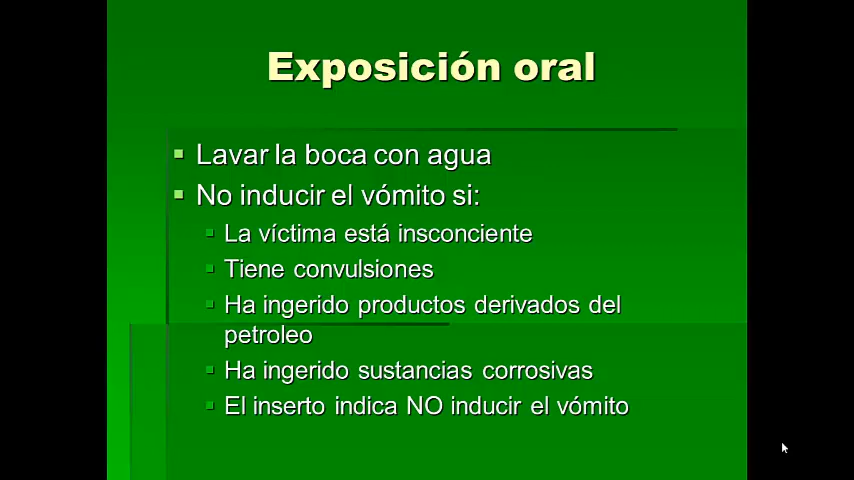 Exposición oral
Lavar la boca con agua
No inducir el vómito si:
La víctima está insconciente
Tiene convulsiones
Ha ingerido productos derivados del
petroleo
Ha ingerido sustancias corrosivas
El inserto indica NO inducir el vómito